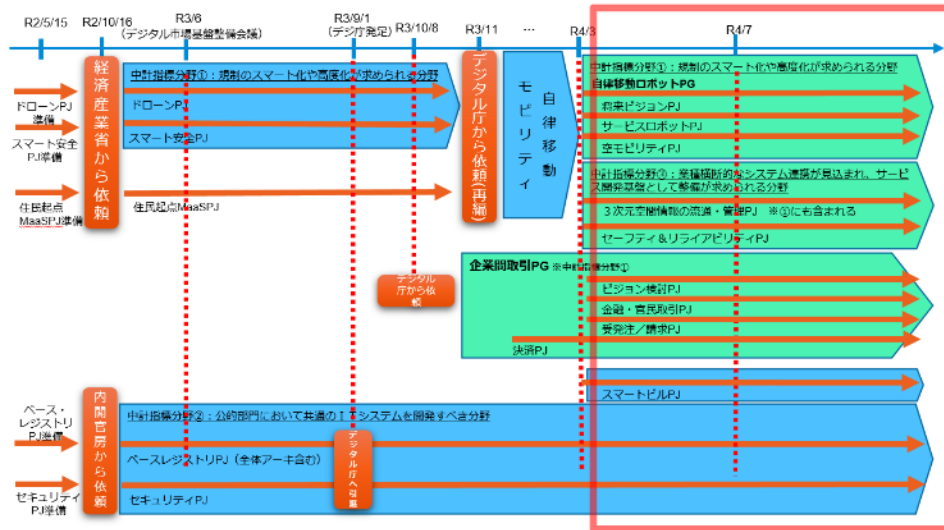 R2/5/15
R2/10/16
R3/6
(デジタル市場基盤整備会議)
R3/9/1
(デジ庁発足)
R3/10/8
R3/11
…
R4/3
R4/7
ドローンPJ
準備
スマート安全
PJ準備
住民起点
MaaSPJ準備
経済産業省から依頼
中計指標分野①：規制のスマート化や高度化が求められる分野
ドローンPJ
スマート安全PJ
住民起点MaaSPJ
デジタル庁から依頼(再編)
自律移動
モビリティ
中計指標分野①：規制のスマート化や高度化が求められる分野
自律移動ロボットPG
将来ビジョンPJ
サービスロボットPJ
空モビリティPJ
中計指標分野③：業種横断的なシステム連携が見込まれ、サービ
ス開発基盤として整備が求められる分野
３次元空間情報の流通・管理PJ　※①にも含まれる
セーフティ＆リライアビリティPJ
デジタル
庁から依
頼
企業間取引PG ※中計指標分野①
ビジョン検討PJ
金融・官民取引PJ
受発注／請求PJ
決済PJ
スマートビルPJ
ベース・
レジストリ
PJ準備
セキュリティ
PJ準備
内閣官房から依頼
中計指標分野②：公的部門において共通のＩＴシステムを開発すべき分野
ベースレジストリPJ（全体アーキ含む）
セキュリティPJ
デジタル庁へ引継